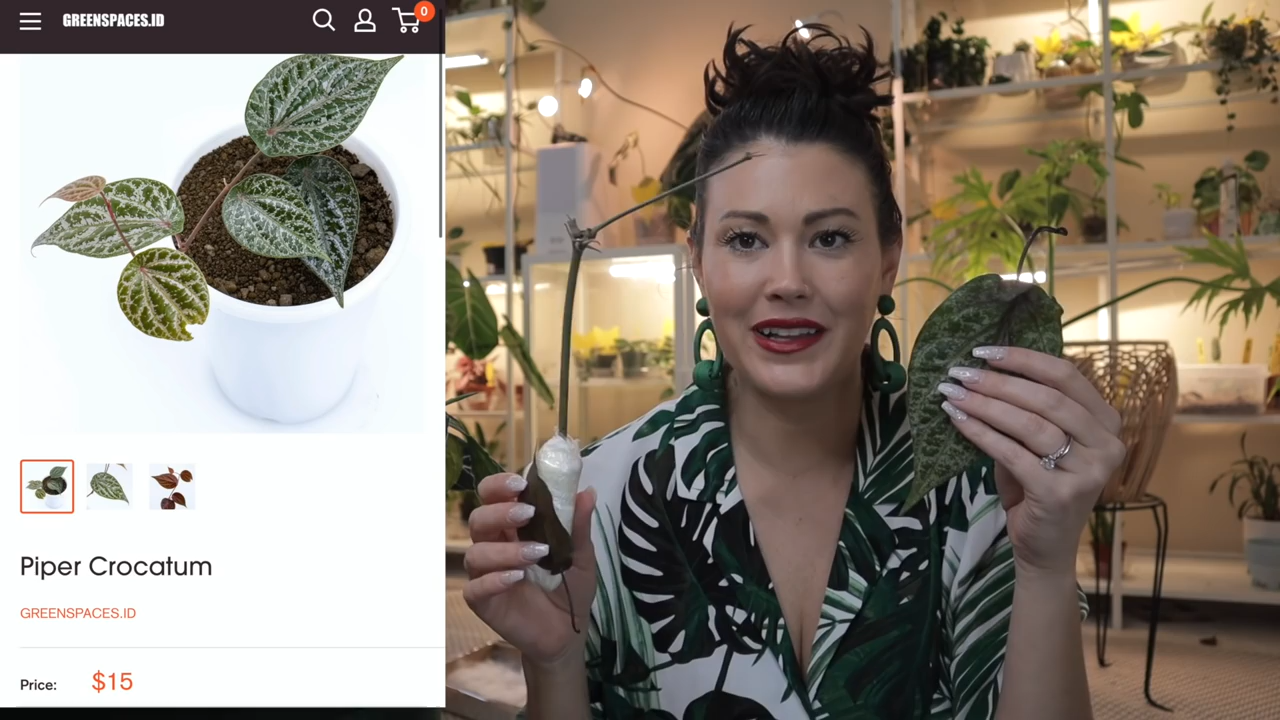 GREENSPACES.ID
0
Piper Crocatum
GREENSPACES.ID
Price: $15